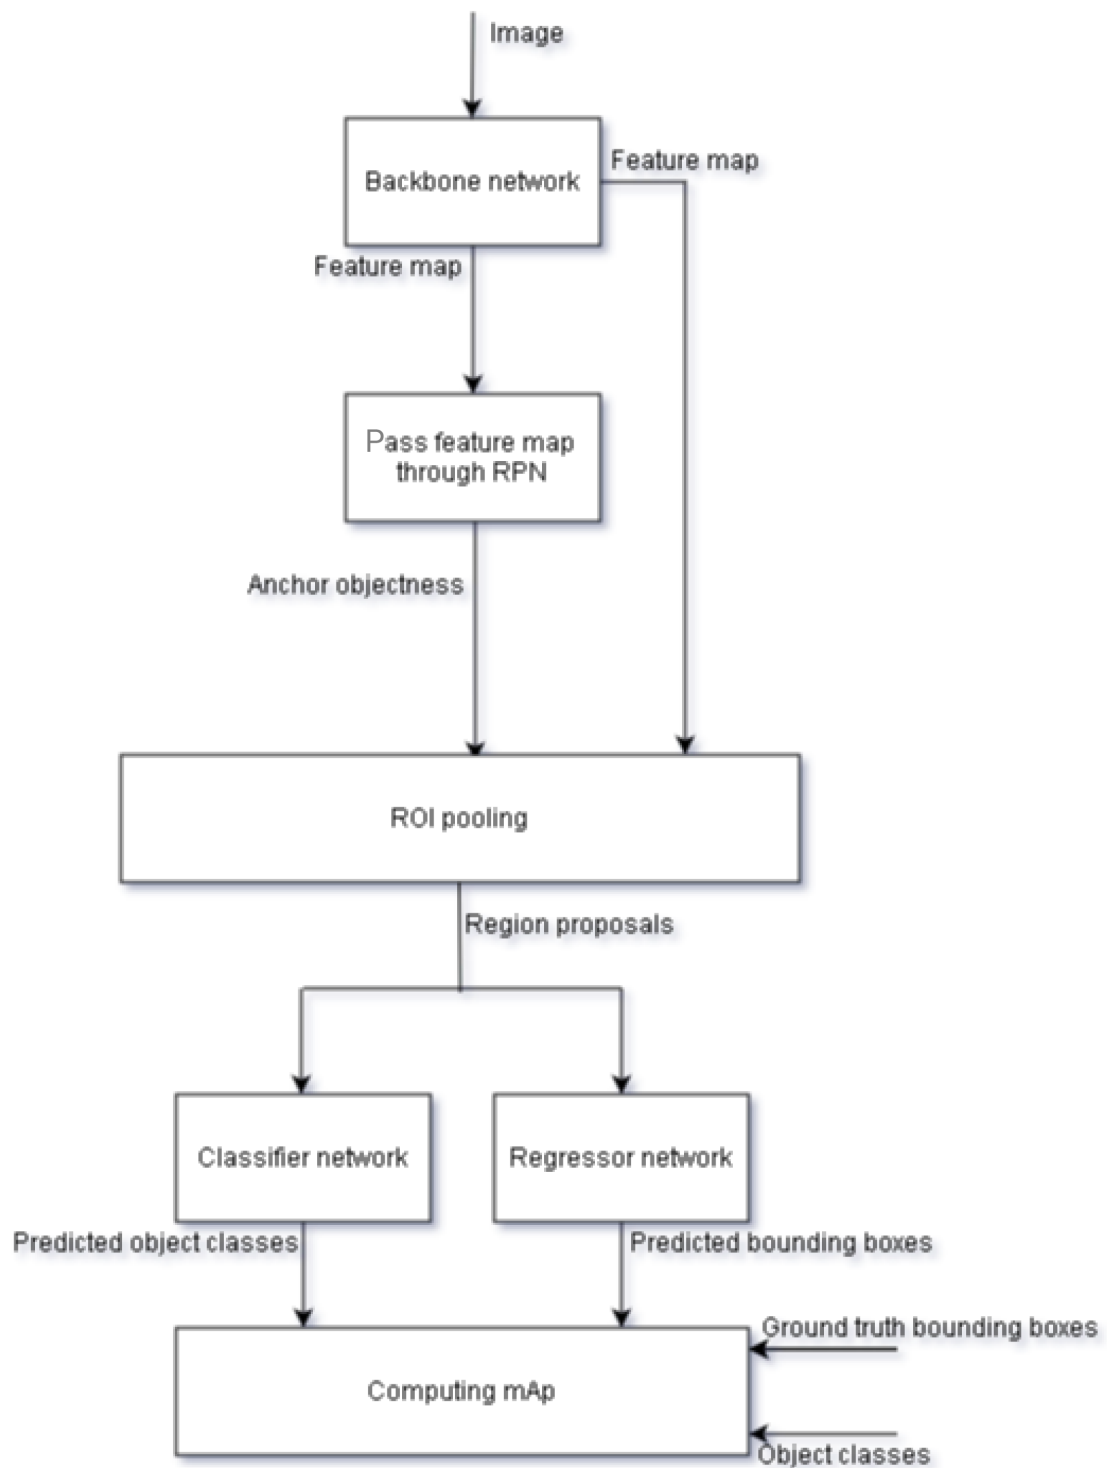 Image
Backbone network
Feature map
Feature map
Pass feature map
through RPN
Anchor objectness
ROI pooling
Region proposals
Classifier network
Regressor network
Predicted object classes
Predicted bounding boxes
Ground truth bounding boxes
Computing mAp
Object classes